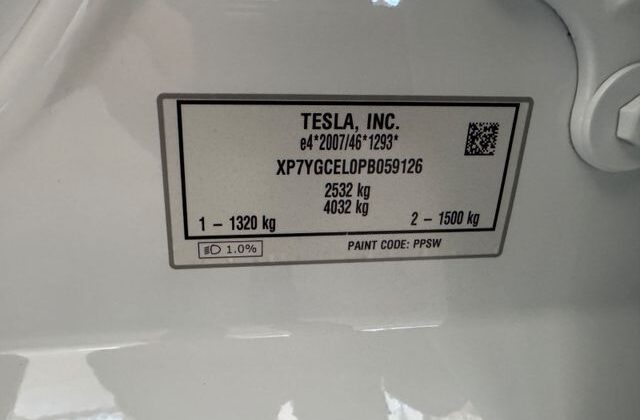 TESLA, INC.
e4*2007/46*1293*
XP7YGCEL0PB059126
2532 kg
4032 kg
1 – 1320 kg 2 – 1500 kg
1.0% PAINT CODE: PPSW